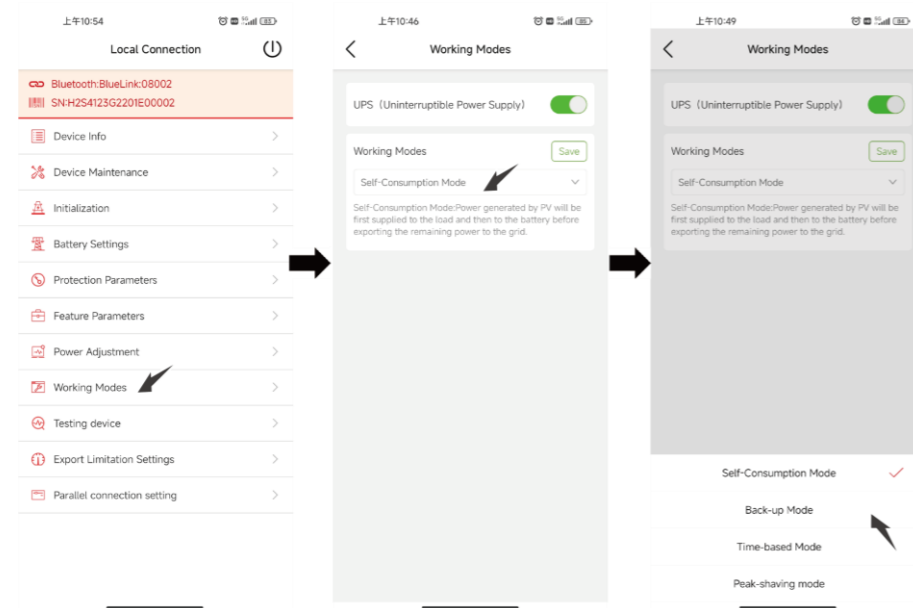 上午10:54
83
Local Connection
Bluetooth:BlueLink:08002
SN:H2S4123G2201E00002
Device Info
Device Maintenance
Initialization
Battery Settings
Protection Parameters
Feature Parameters
Power Adjustment
Working Modes
Testing device
Export Limitation Settings
Parallel connection setting
上午10:46
85
Working Modes
UPS（Uninterruptible Power Supply）
Working Modes
Save
Self-Consumption Mode
Self-Consumption Mode:Power generated by PV will be
first supplied to the load and then to the battery before
exporting the remaining power to the grid.
上午10:49
84
Working Modes
UPS（Uninterruptible Power Supply）
Working Modes
Save
Self-Consumption Mode
Self-Consumption Mode:Power generated by PV will be
first supplied to the load and then to the battery before
exporting the remaining power to the grid.
Self-Consumption Mode
Back-up Mode
Time-based Mode
Peak-shaving mode